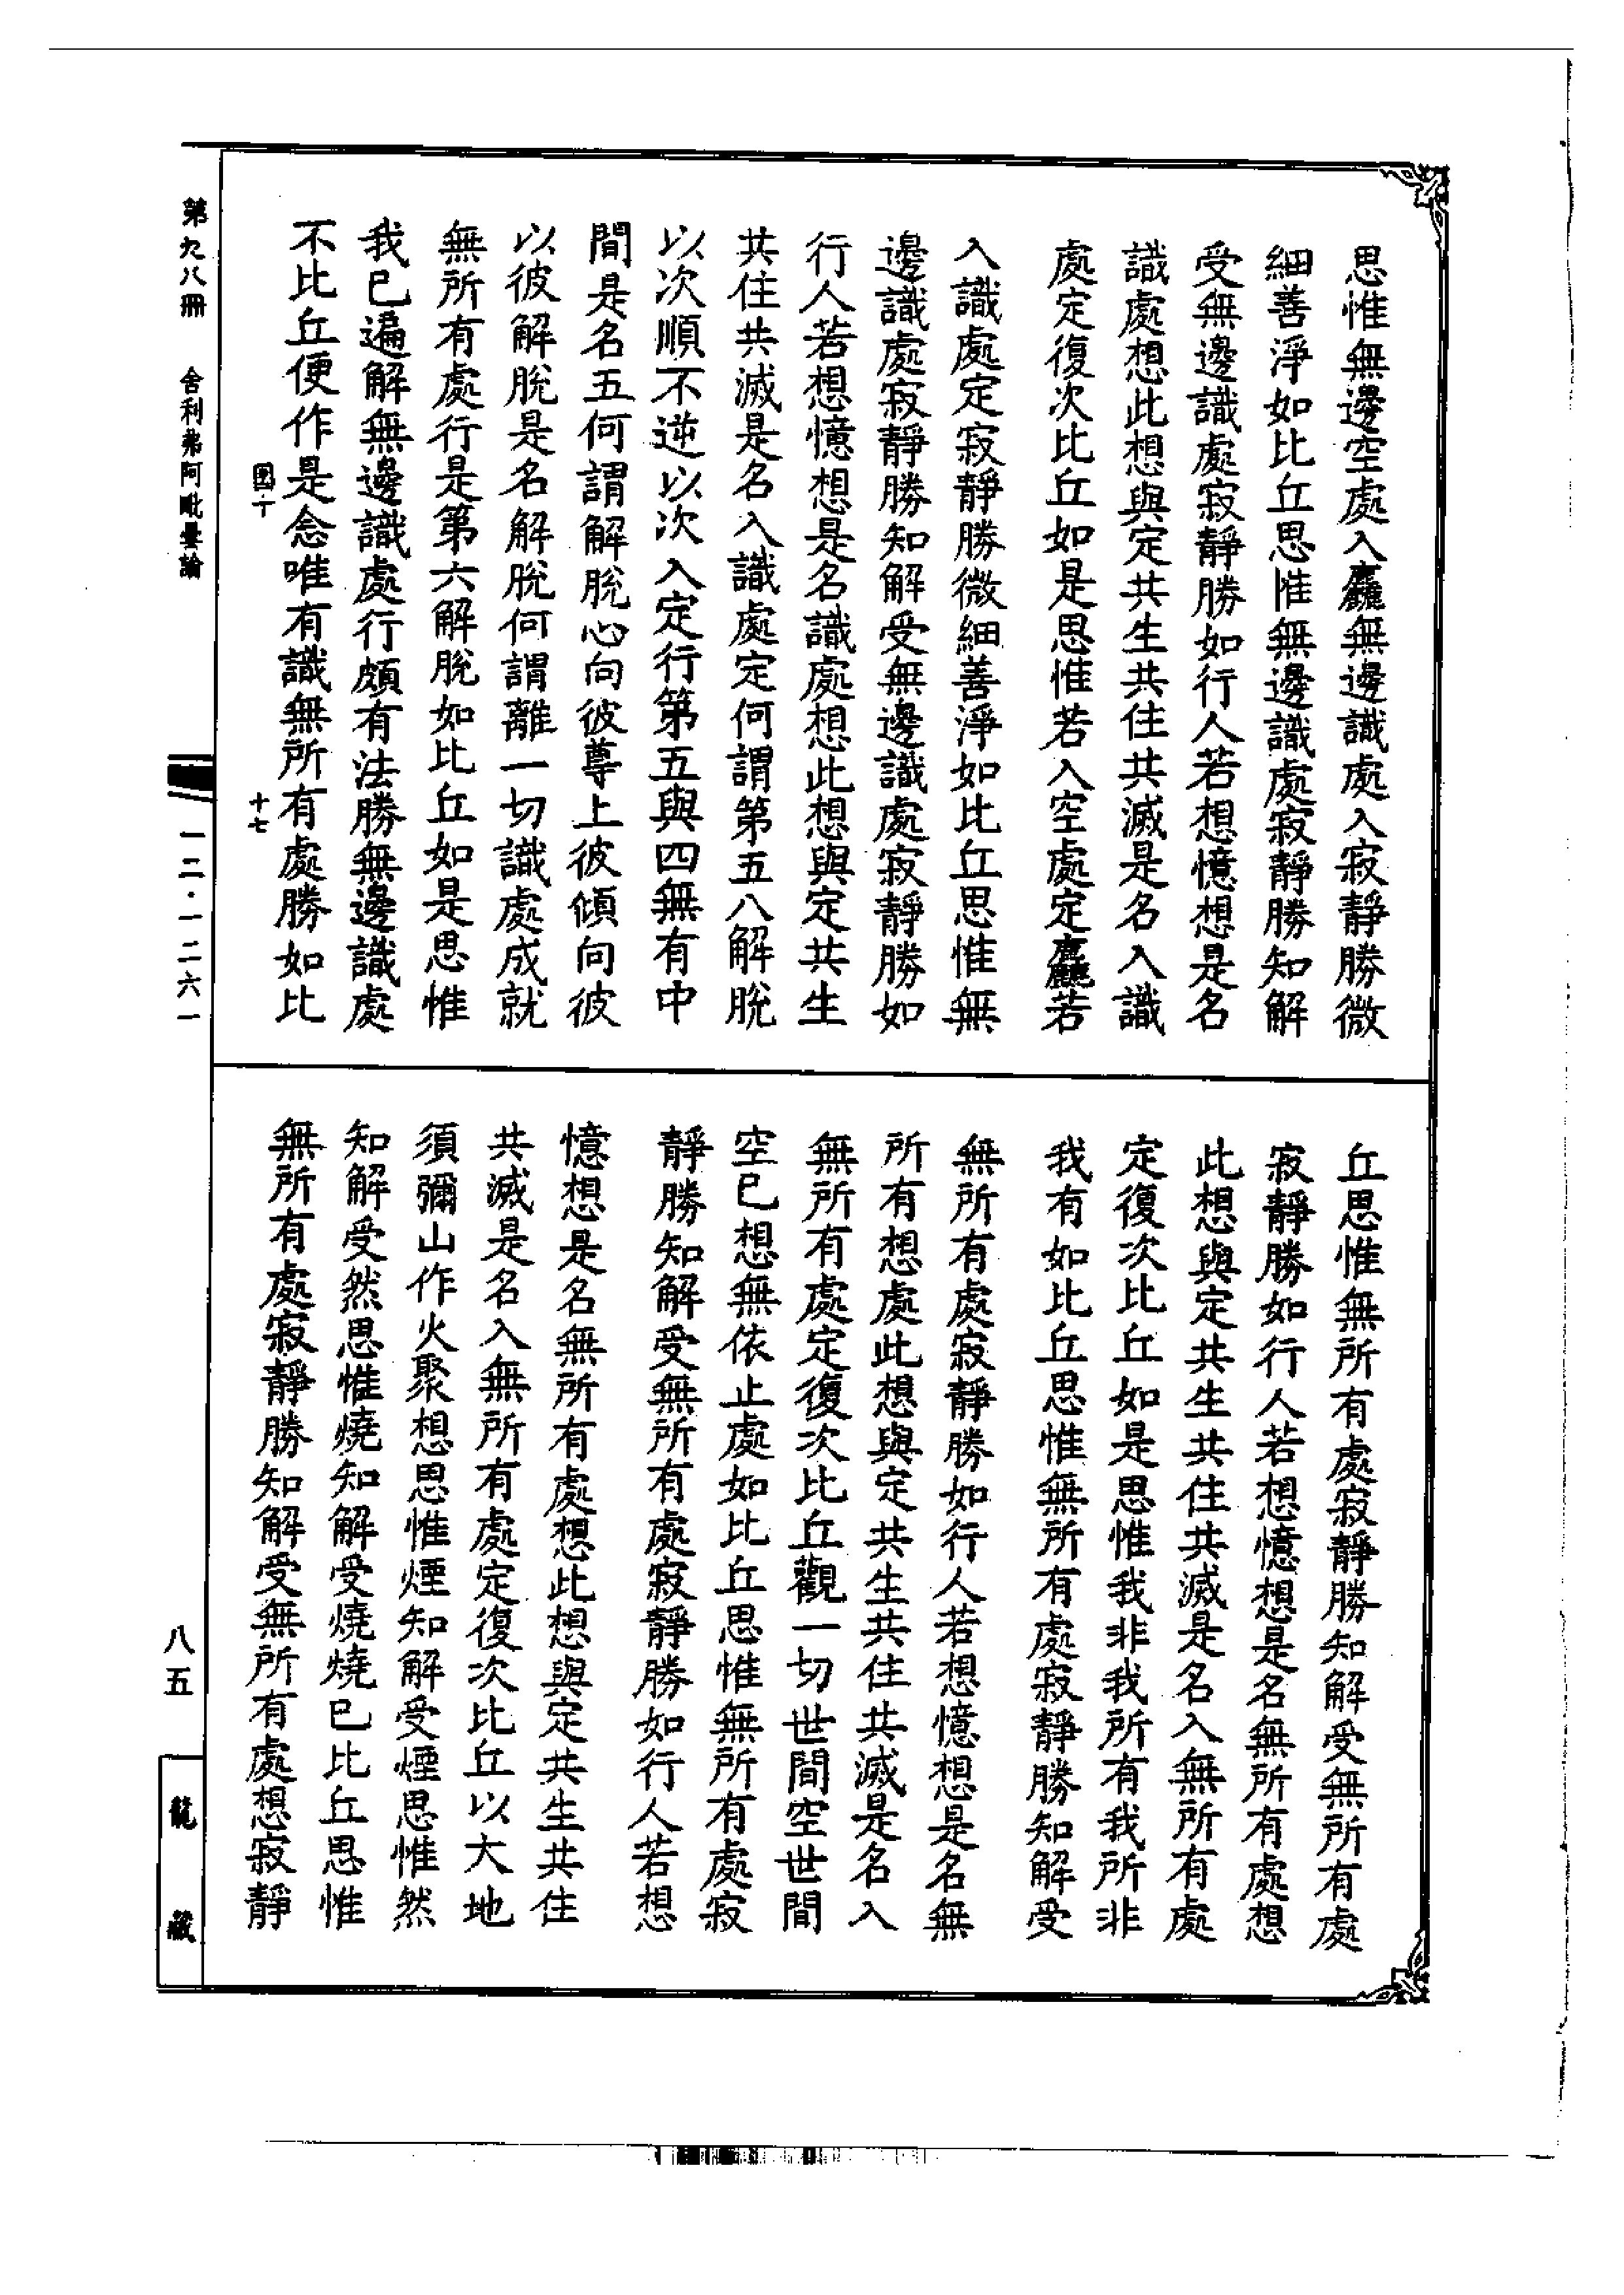 思惟無邊空處入麤無邊識處入寂靜勝微
細善淨如比丘思惟無邊識處寂靜勝知解
受無邊識處寂靜勝如行人若想憶想是名
識處想此想與定共生共住共滅是名入識
處定復次比丘如是思惟若入空處定麤若
入識處定寂靜勝微細善淨如比丘思惟無
邊識處寂靜勝知解受無邊識處寂靜勝如
行人若想憶想是名識處想此想與定共生
共住共滅是名入識處定何謂第五八解脫
以次順不逆以次入定行第五與四無有中
間是名五何謂解脫心向彼尊上彼傾向彼
以彼解脫是名解脫何謂離一切識處成就
無所有處行是第六解脫如比丘如是思惟
我已遍解無邊識處行頗有法勝無邊識處
不比丘便作是念唯有識無所有處勝如比
丘思惟無所有處寂靜勝知解受無所有處
寂靜勝如行人若想憶想是名無所有處想
此想與定共生共住共滅是名入無所有處
定復次比丘如是思惟我非我所有我所非
我有如比丘思惟無所有處寂靜勝知解受
無所有處寂靜勝如行人若想憶想是名無
所有想處此想與定共生共住共滅是名入
無所有處定復次比丘觀一切世間空世間
空已想無依止處如比丘思惟無所有處寂
靜勝知解受無所有處寂靜勝如行人若想
憶想是名無所有處想此想與定共生共住
共滅是名入無所有處定復次比丘以大地
須彌山作火聚想思惟煙知解受煙思惟然
知解受然思惟燒知解受燒燒已比丘思惟
無所有處寂靜勝知解受無所有處想寂靜
國丁 十七
第九八冊 舍利弗阿毗曇論 一二・一二六一 八五
龍藏